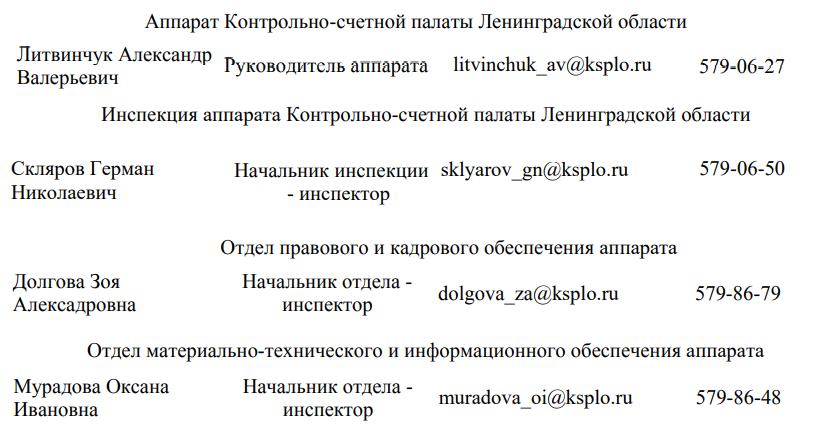 Аппарат Контрольно-счетной палаты Ленинградской области
Литвинчук Александр Валерьевич
Руководитель аппарата
litvinchuk_av@ksplo.ru
579-06-27
Инспекция аппарата Контрольно-счетной палаты Ленинградской области
Скляров Герман
Николаевич
Начальник инспекции
- инспектор
sklyarov_gn@ksplo.ru
579-06-50
Отдел правового и кадрового обеспечения аппарата
Долгова Зоя
Алексадровна
Начальник отдела -
инспектор
dolgova_za@ksplo.ru
579-86-79
Отдел материально-технического и информационного обеспечения аппарата
Мурадова Оксана
Ивановна
Начальник отдела -
инспектор
muradova_oi@ksplo.ru
579-86-48